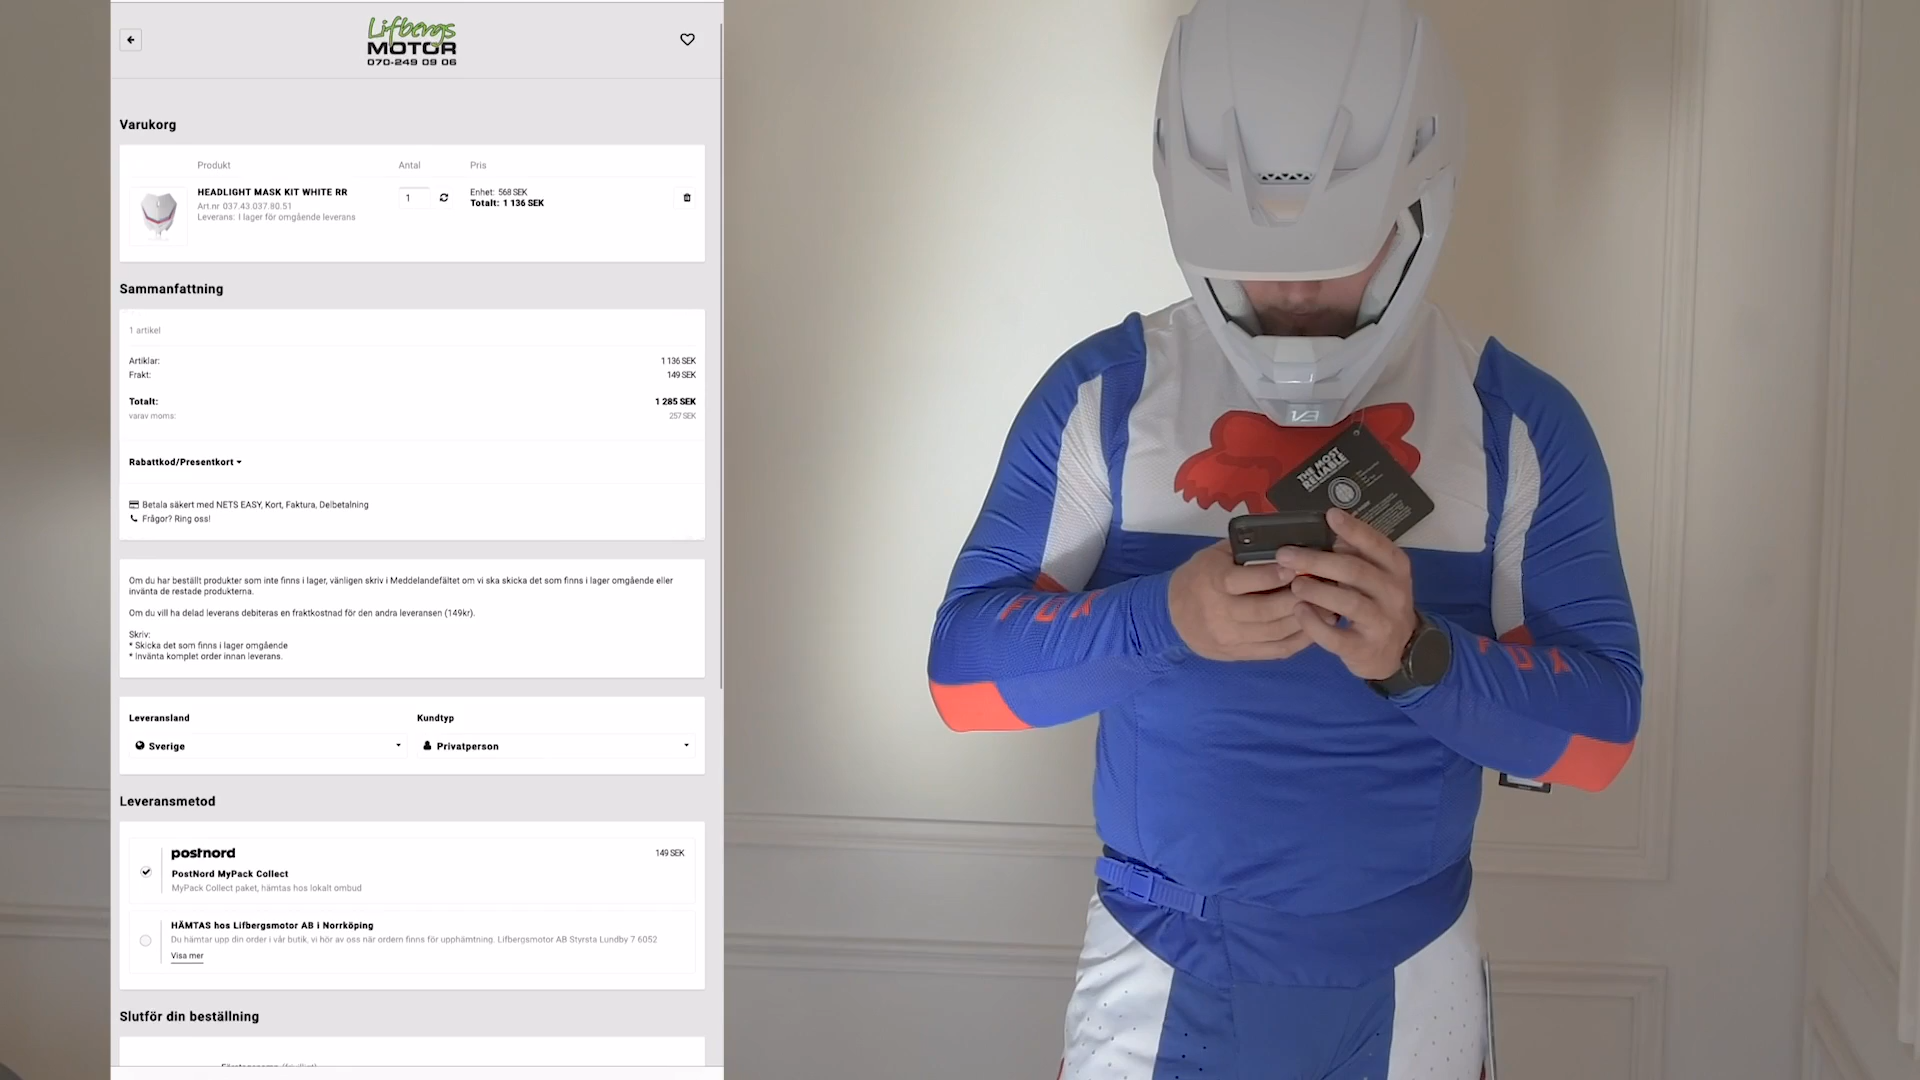 Lifbergs
MOTOR
070-249 09 06
Varukorg
Produkt Antal Pris
HEADLIGHT MASK KIT WHITE RR
Art.nr 037.43.037.80.51
Leverans: I lager för omgående leverans
1
Enhet: 568 SEK
Totalt: 1 136 SEK
Sammanfattning
1 artikel
Artiklar: 1 136 SEK
Frakt: 149 SEK
Totalt: 1 285 SEK
varav moms: 257 SEK
Rabattkod/Presentkort
Betala säkert med NETS EASY, Kort, Faktura, Delbetalning
Frågor? Ring oss!
Om du har beställt produkter som inte finns i lager, vänligen skriv i Meddelandefältet om vi ska skicka det som finns i lager omgående eller
invänta de restade produkterna.
Om du vill ha delad leverans debiteras en fraktkostnad för den andra leveransen (149kr).
Skriv:
* Skicka det som finns i lager omgående
* Invänta komplet order innan leverans.
Leveransland Kundtyp
Sverige Privatperson
Leveransmetod
postnord 149 SEK
PostNord MyPack Collect
MyPack Collect paket, hämtas hos lokalt ombud
HÄMTAS hos Lifbergsmotor AB i Norrköping
Du hämtar upp din order i vår butik, vi hör av oss när ordern finns för upphämtning. Lifbergsmotor AB Styrsta Lundby 7 6052
Visa mer
Slutför din beställning
V3
THE MOST
RELIABLE
FOX
FOX